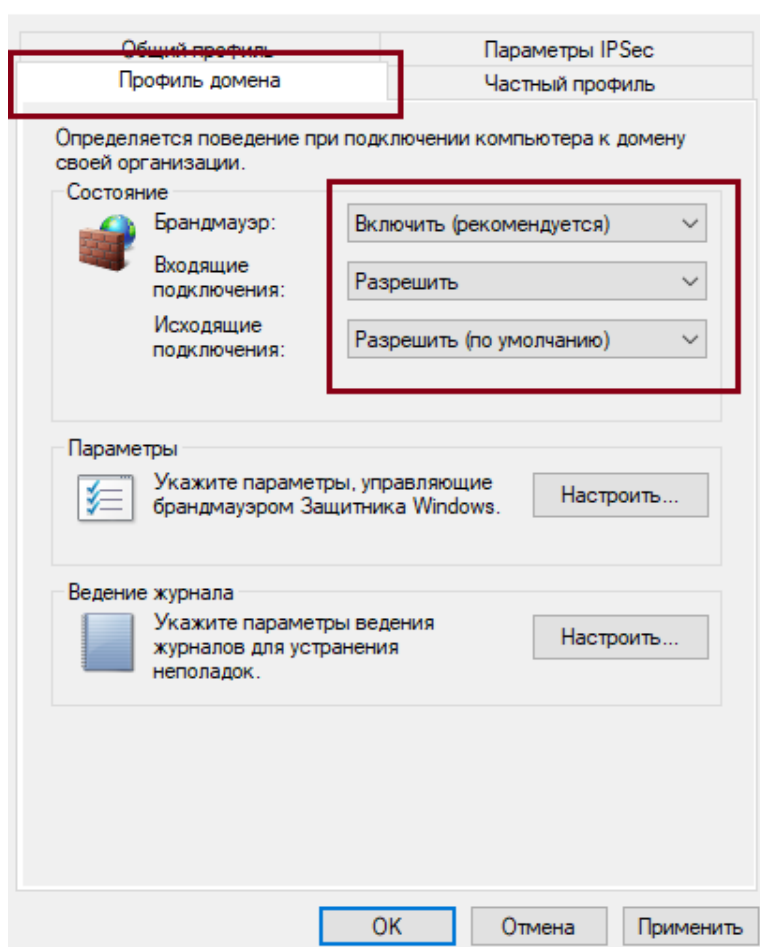 Общий профиль
Параметры IPSec
Профиль домена
Частный профиль
Определяется поведение при подключении компьютера к домену
своей организации.
Состояние
Брандмауэр:
Включить (рекомендуется)
Входящие
подключения:
Разрешить
Исходящие
подключения:
Разрешить (по умолчанию)
Параметры
Укажите параметры, управляющие
брандмауэром Защитника Windows.
Настроить...
Ведение журнала
Укажите параметры ведения
журналов для устранения
неполадок.
Настроить...
OK
Отмена
Применить